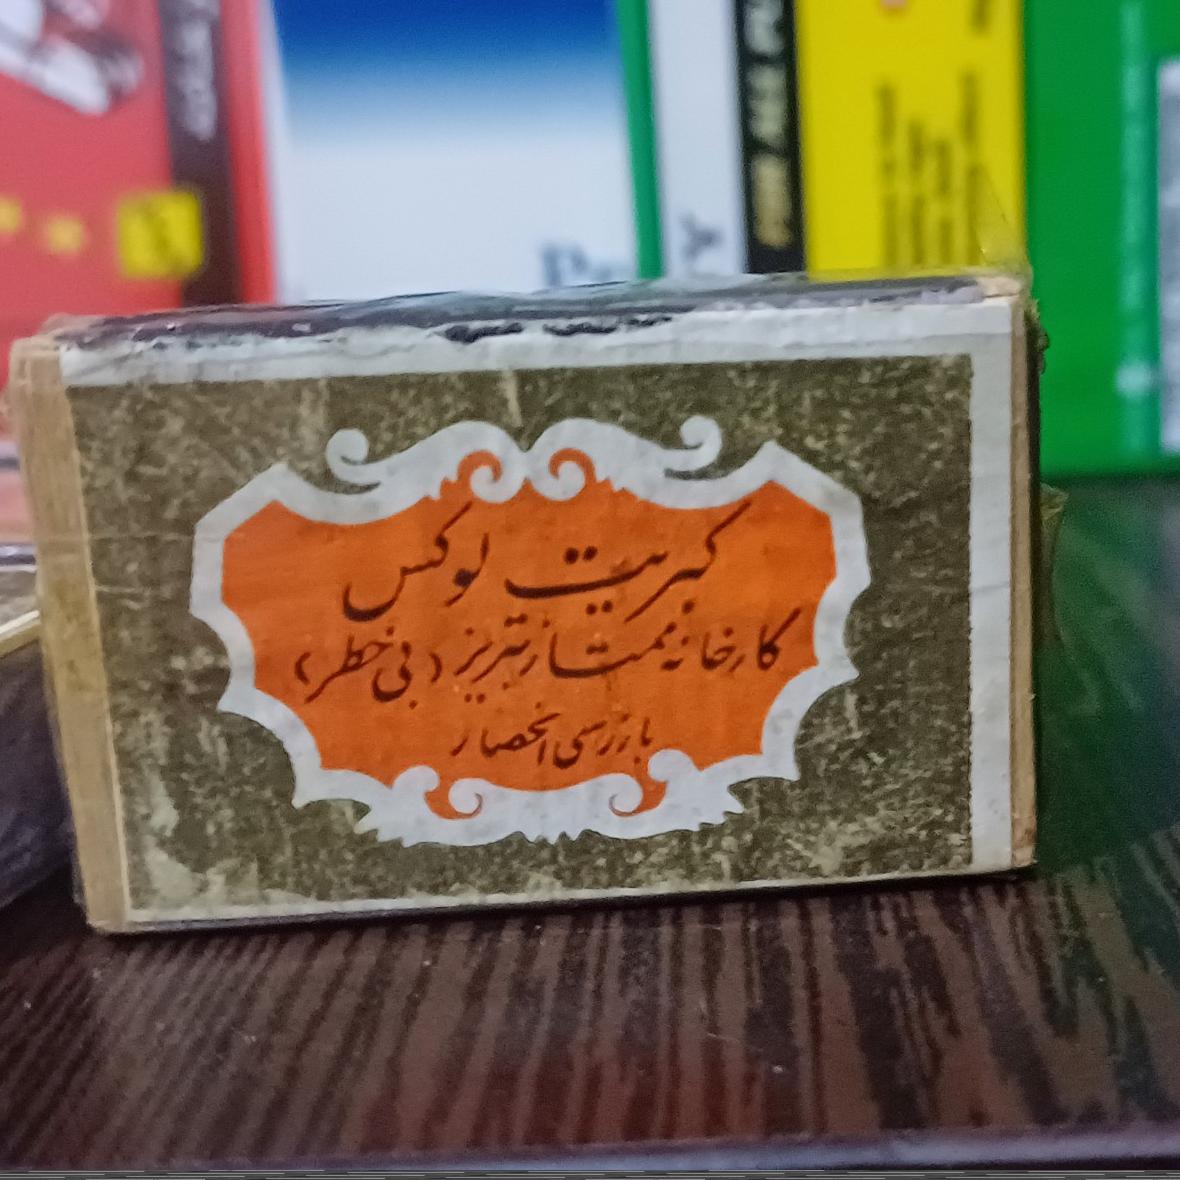 کبریت لوکس
کارخانه ممتاز تبریز (بی خطر)
بازرسی انحصار